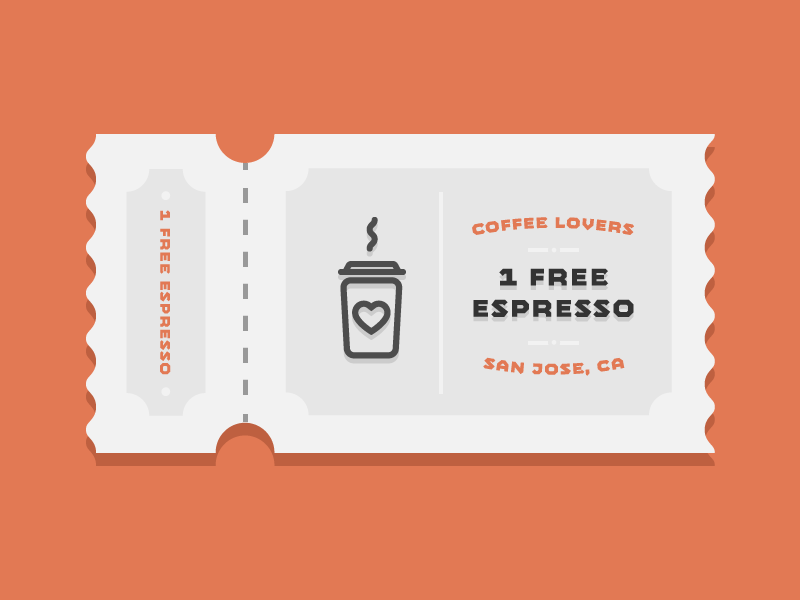 1 FREE ESPRESSO
COFFEE LOVERS
1 FREE
ESPRESSO
SAN JOSE, CA